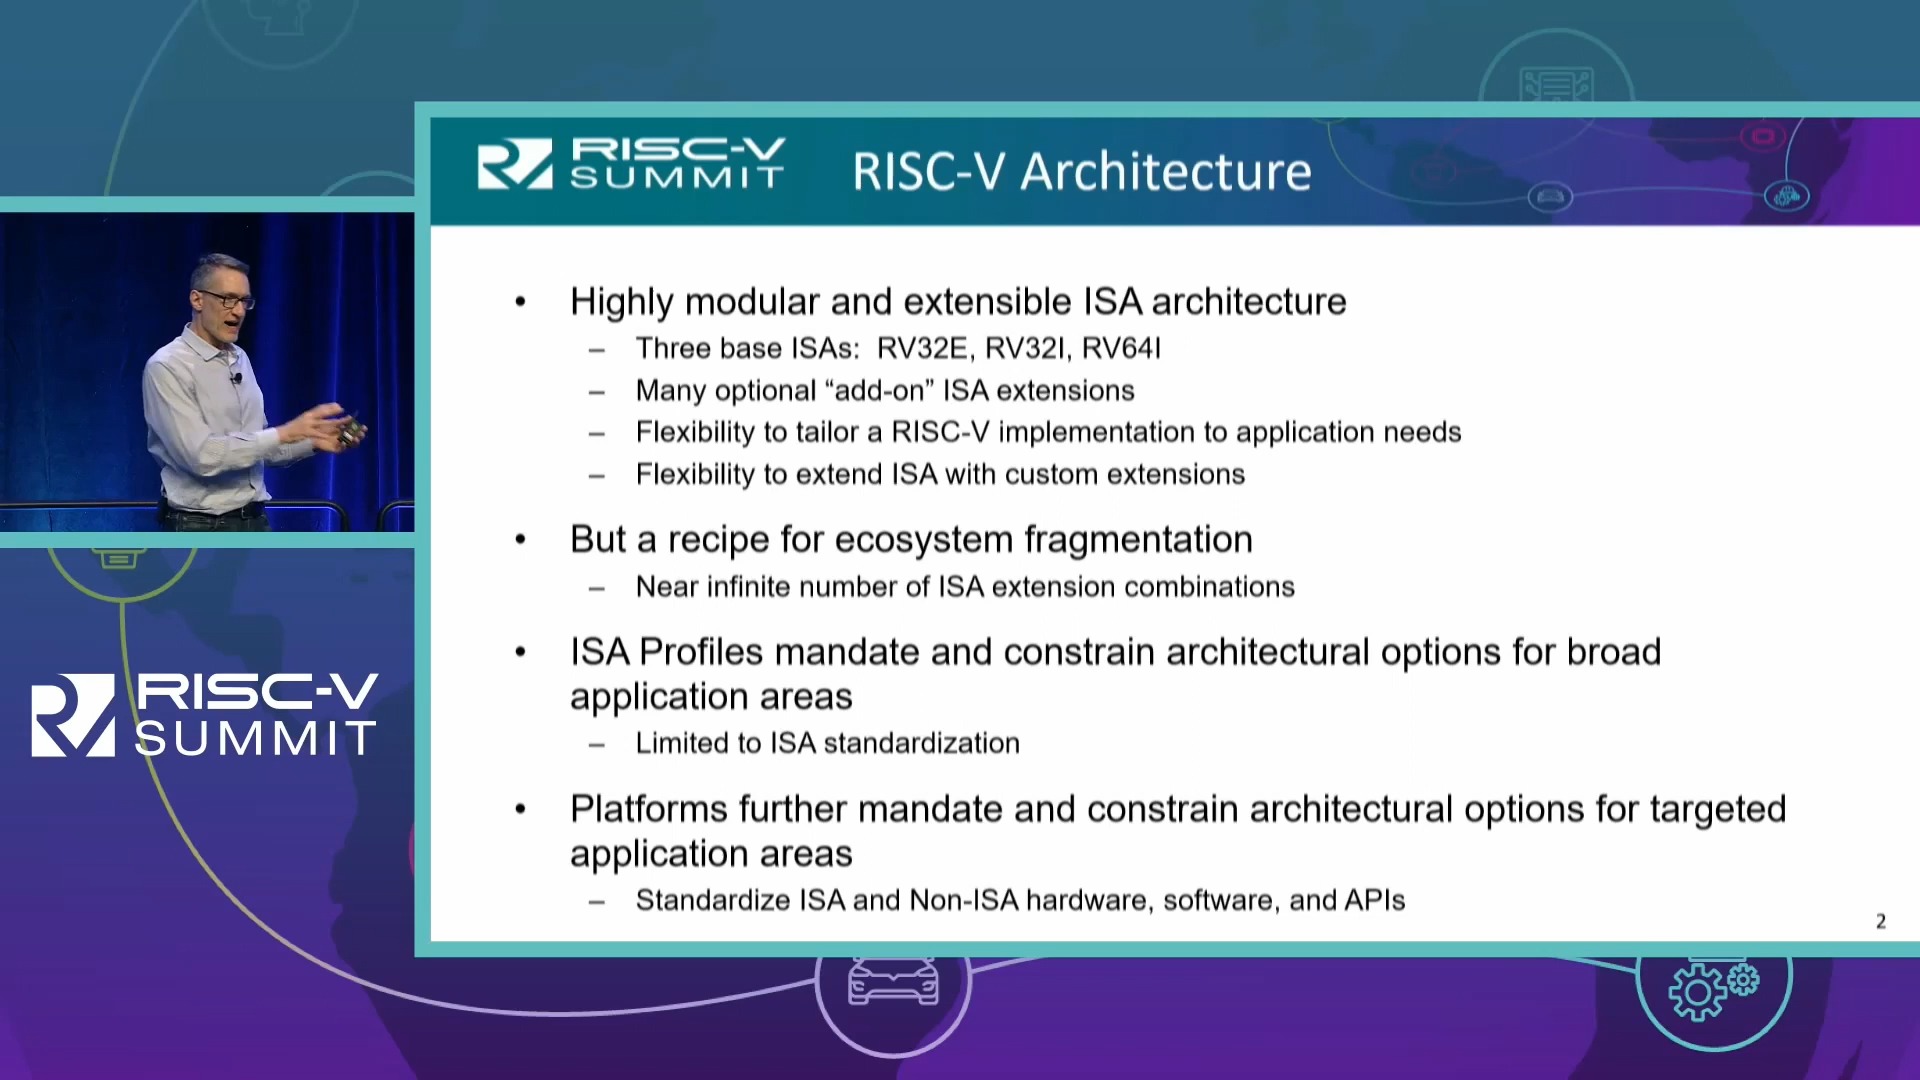 RISC-V
SUMMIT
RISC-V Architecture
• Highly modular and extensible ISA architecture
– Three base ISAs: RV32E, RV32I, RV64I
– Many optional “add-on” ISA extensions
– Flexibility to tailor a RISC-V implementation to application needs
– Flexibility to extend ISA with custom extensions
• But a recipe for ecosystem fragmentation
– Near infinite number of ISA extension combinations
• ISA Profiles mandate and constrain architectural options for broad
application areas
– Limited to ISA standardization
• Platforms further mandate and constrain architectural options for targeted
application areas
– Standardize ISA and Non-ISA hardware, software, and APIs
2
RISC-V
SUMMIT